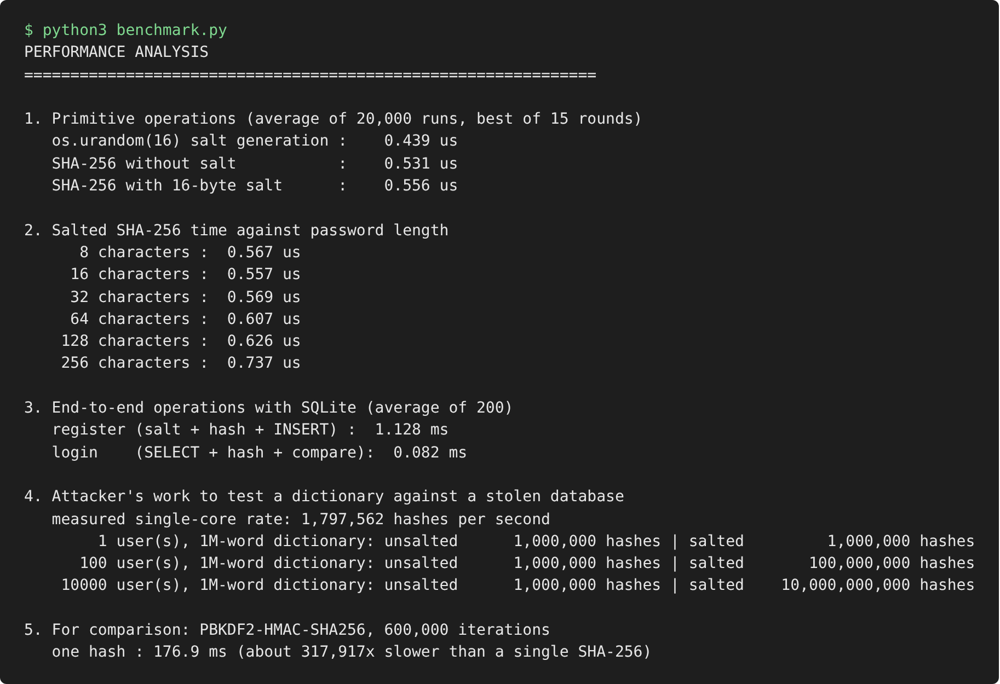 $ python3 benchmark.py
PERFORMANCE ANALYSIS
==============================================================

1. Primitive operations (average of 20,000 runs, best of 15 rounds)
   os.urandom(16) salt generation :    0.439 us
   SHA-256 without salt           :    0.531 us
   SHA-256 with 16-byte salt      :    0.556 us

2. Salted SHA-256 time against password length
      8 characters :  0.567 us
     16 characters :  0.557 us
     32 characters :  0.569 us
     64 characters :  0.607 us
    128 characters :  0.626 us
    256 characters :  0.737 us

3. End-to-end operations with SQLite (average of 200)
   register (salt + hash + INSERT) :  1.128 ms
   login    (SELECT + hash + compare):  0.082 ms

4. Attacker's work to test a dictionary against a stolen database
   measured single-core rate: 1,797,562 hashes per second
        1 user(s), 1M-word dictionary: unsalted      1,000,000 hashes | salted         1,000,000 hashes
      100 user(s), 1M-word dictionary: unsalted      1,000,000 hashes | salted       100,000,000 hashes
    10000 user(s), 1M-word dictionary: unsalted      1,000,000 hashes | salted    10,000,000,000 hashes

5. For comparison: PBKDF2-HMAC-SHA256, 600,000 iterations
   one hash : 176.9 ms (about 317,917x slower than a single SHA-256)